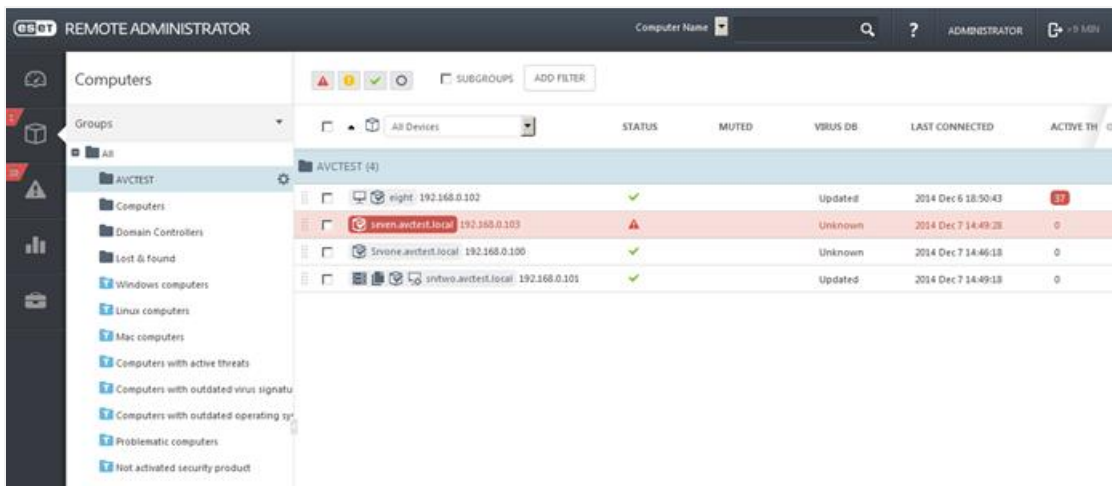 eset REMOTE ADMINISTRATOR
Computer Name
? ADMINISTRATOR >9 MIN
Computers
SUBGROUPS ADD FILTER
Groups
All Devices STATUS MUTED VIRUS DB LAST CONNECTED ACTIVE TH
All
AVCTEST
Computers
Domain Controllers
Lost & found
Windows computers
Linux computers
Mac computers
Computers with active threats
Computers with outdated virus signatu
Computers with outdated operating sy
Problematic computers
Not activated security product
AVCTEST (4)
eight 192.168.0.102 Updated 2014 Dec 6 18:50:43 37
seven.avctest.local 192.168.0.103 Unknown 2014 Dec 7 14:49:28 0
Srvone.avctest.local 192.168.0.100 Unknown 2014 Dec 7 14:46:18 0
srvtwo.avctest.local 192.168.0.101 Updated 2014 Dec 7 14:49:18 0